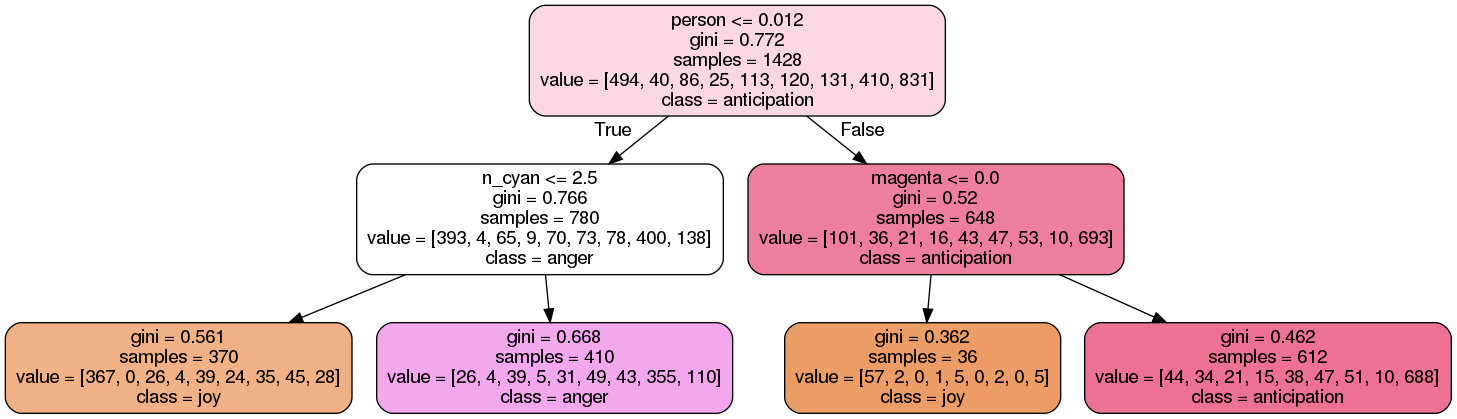 person <= 0.012
gini = 0.772
samples = 1428
value = [494, 40, 86, 25, 113, 120, 131, 410, 831]
class = anticipation
True
False
n_cyan <= 2.5
gini = 0.766
samples = 780
value = [393, 4, 65, 9, 70, 73, 78, 400, 138]
class = anger
magenta <= 0.0
gini = 0.52
samples = 648
value = [101, 36, 21, 16, 43, 47, 53, 10, 693]
class = anticipation
gini = 0.561
samples = 370
value = [367, 0, 26, 4, 39, 24, 35, 45, 28]
class = joy
gini = 0.668
samples = 410
value = [26, 4, 39, 5, 31, 49, 43, 355, 110]
class = anger
gini = 0.362
samples = 36
value = [57, 2, 0, 1, 5, 0, 2, 0, 5]
class = joy
gini = 0.462
samples = 612
value = [44, 34, 21, 15, 38, 47, 51, 10, 688]
class = anticipation